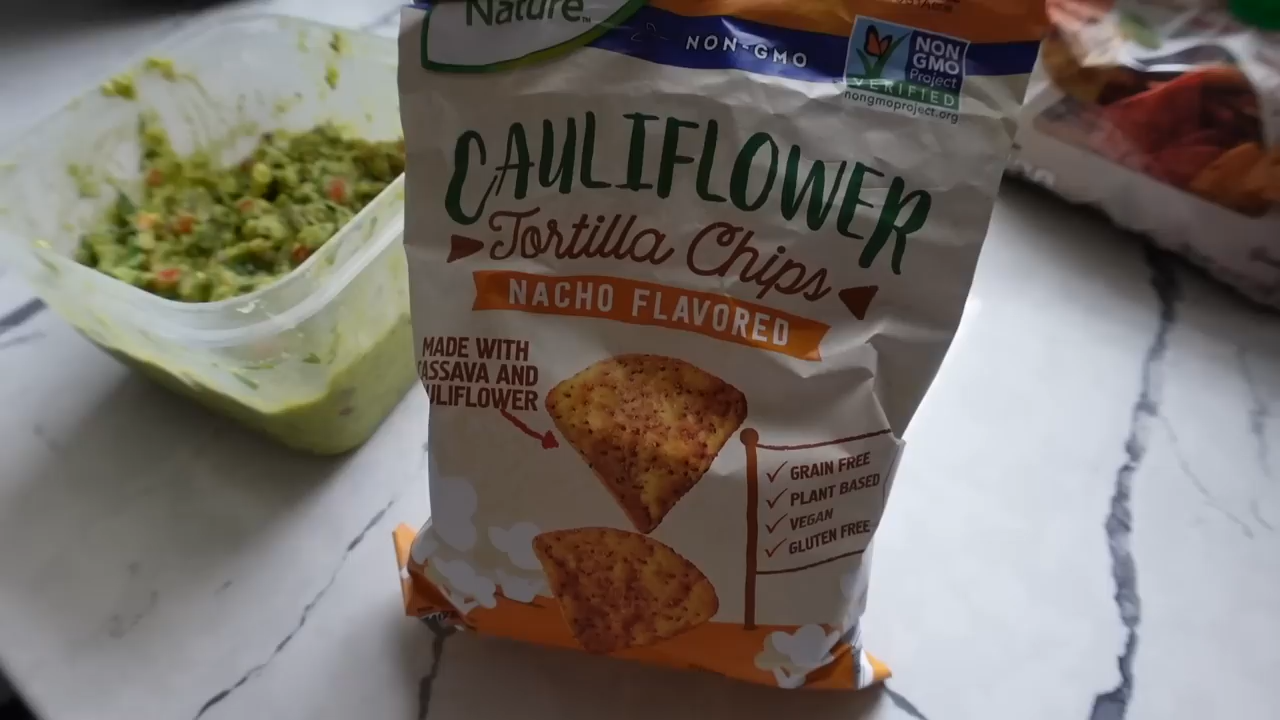 Nature™
NON-GMO
NON
GMO
Project
VERIFIED
nongmoproject.org
CAULIFLOWER
Tortilla Chips
NACHO FLAVORED
MADE WITH
ASSAVA AND
ULIFLOWER
✓ GRAIN FREE
✓ PLANT BASED
✓ VEGAN
✓ GLUTEN FREE